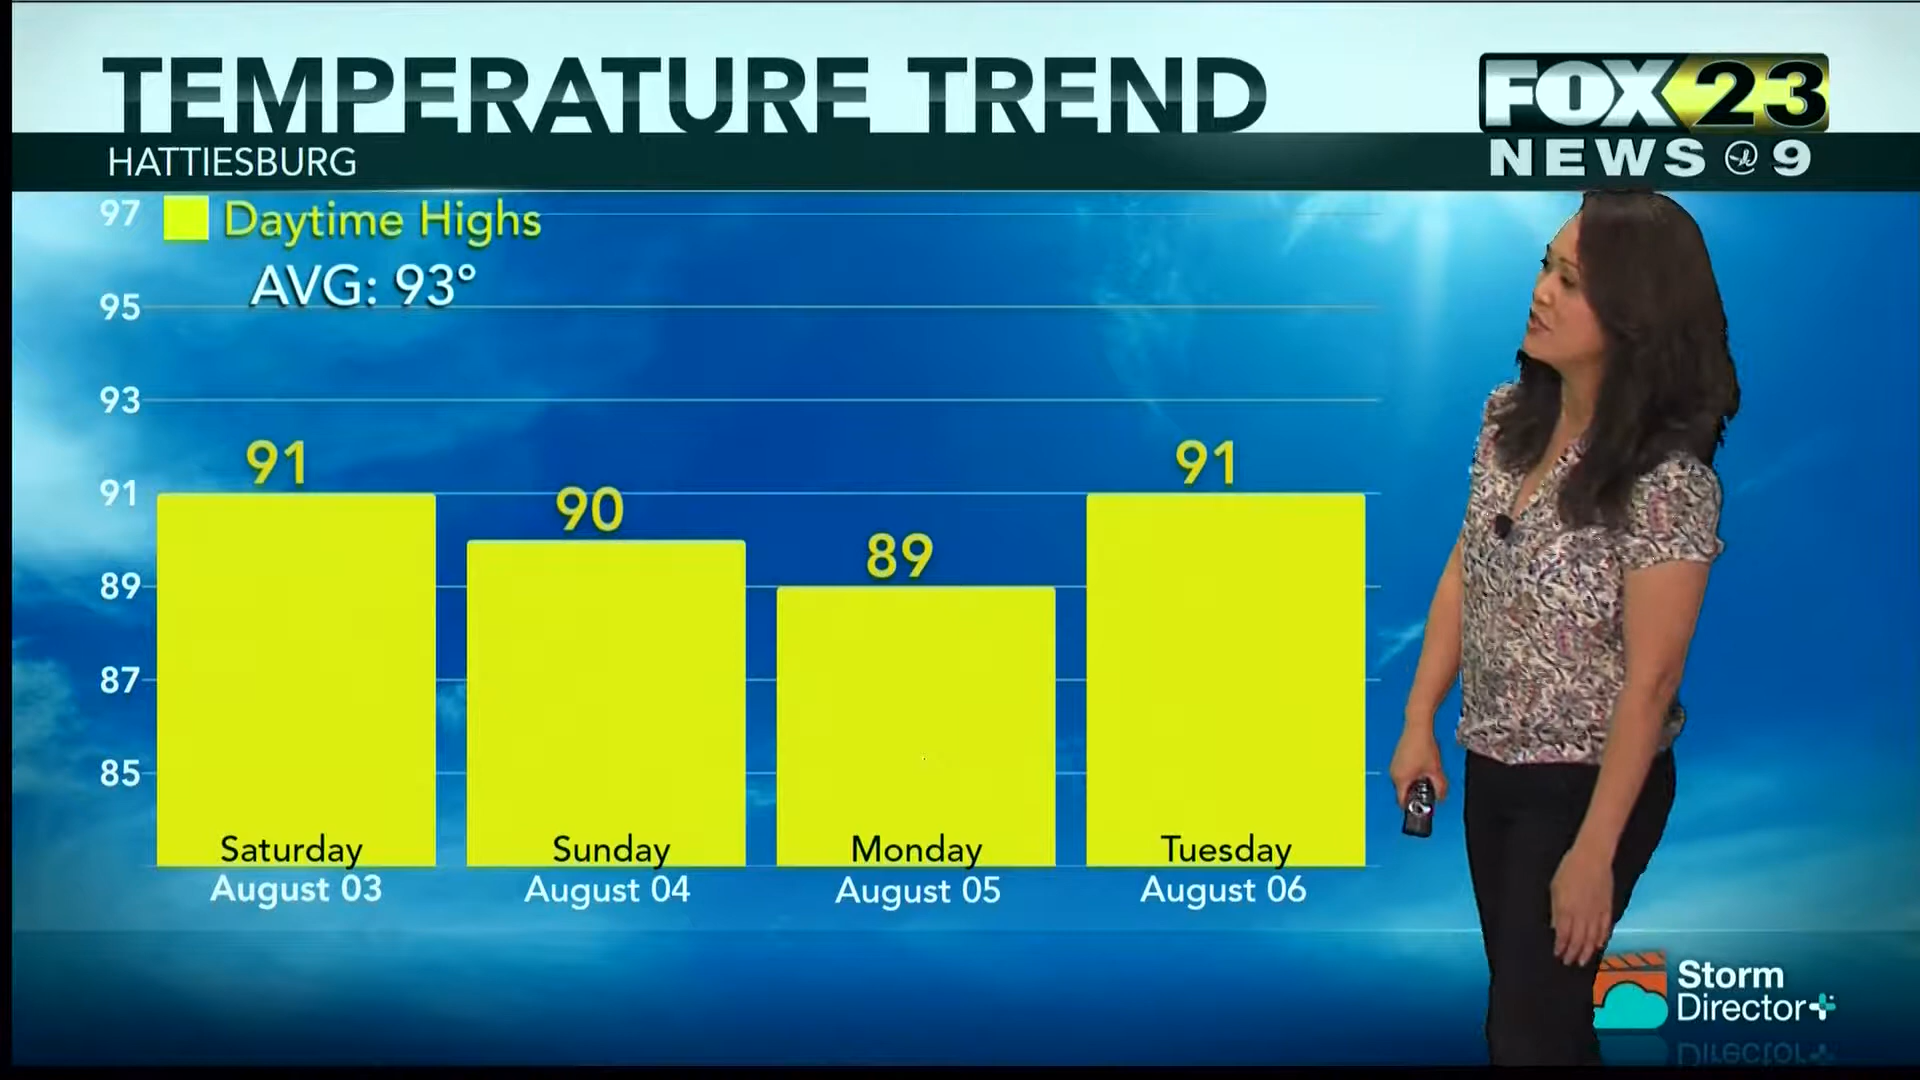 TEMPERATURE TREND
HATTIESBURG
FOX 23
NEWS @ 9
Daytime Highs
AVG: 93°
97
95
93
91
89
87
85
91
90
89
91
Saturday
August 03
Sunday
August 04
Monday
August 05
Tuesday
August 06
Storm
Director+